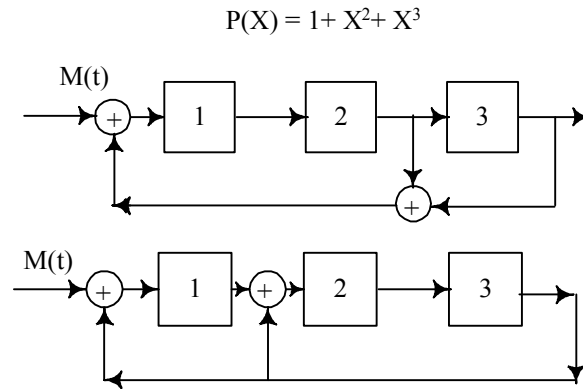 P(X) = 1+ X²+ X³
M(t)
+ 1 2 3
+
M(t)
+ 1 + 2 3